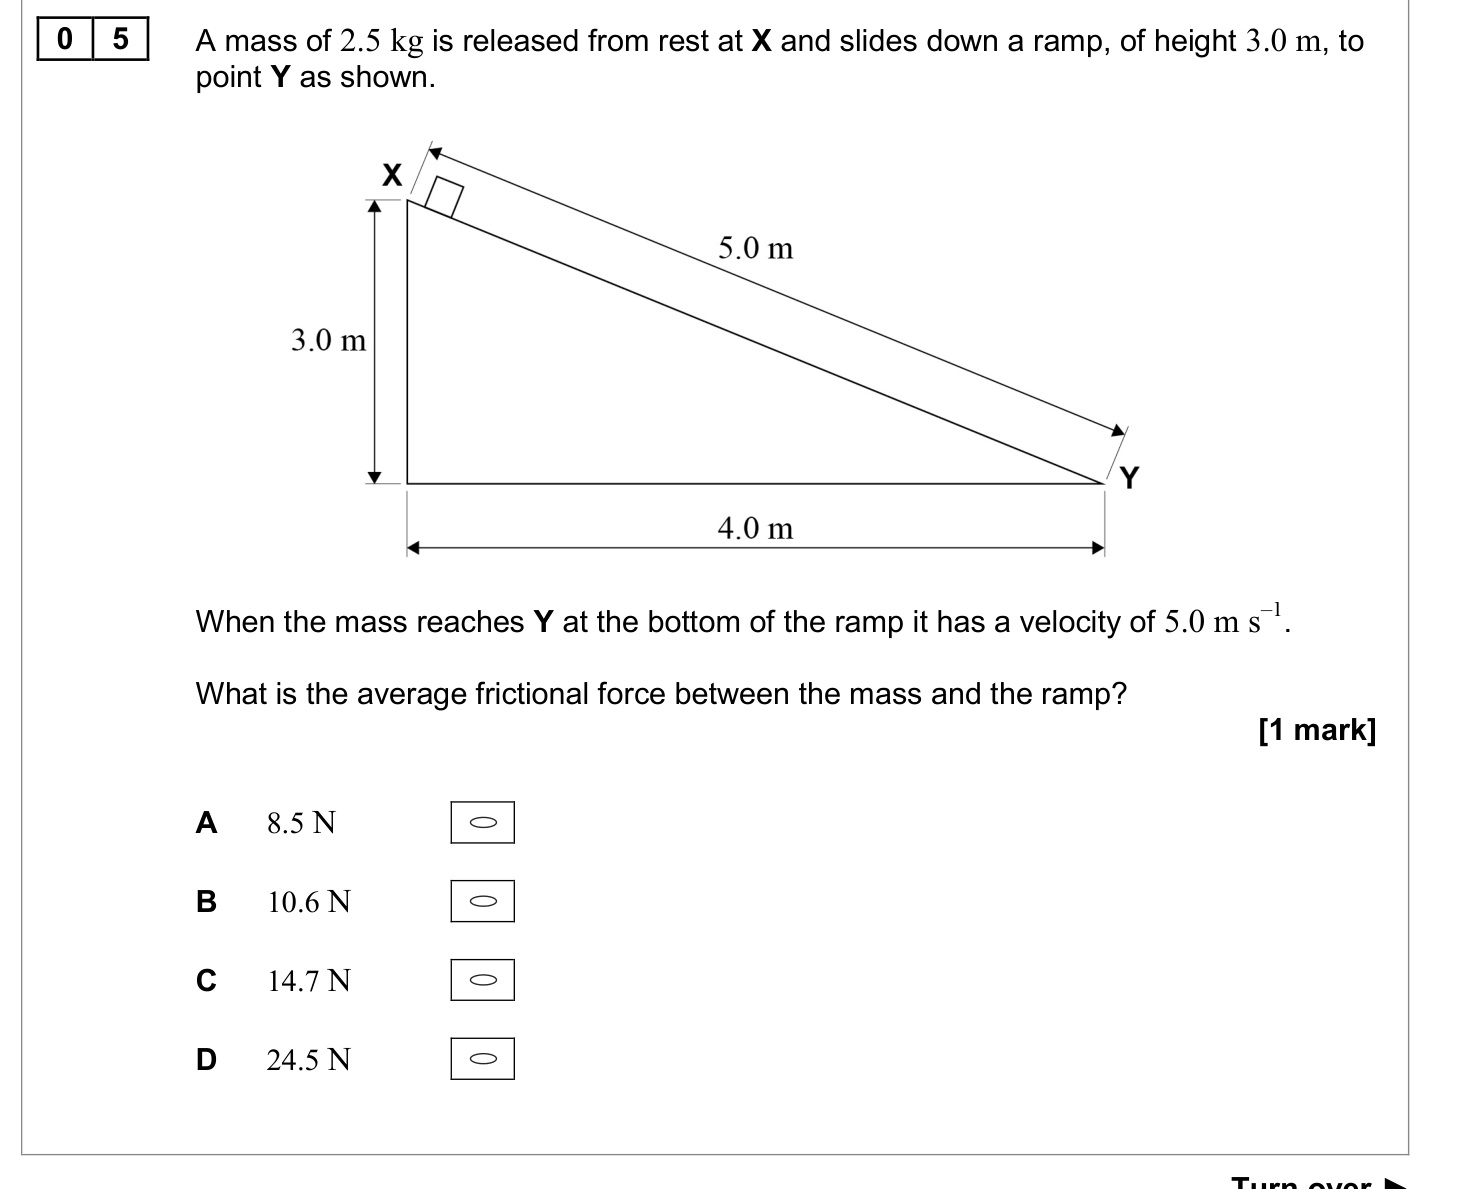 0 5 A mass of 2.5 kg is released from rest at X and slides down a ramp, of height 3.0 m, to
point Y as shown.
X
5.0 m
3.0 m
Y
4.0 m
When the mass reaches Y at the bottom of the ramp it has a velocity of 5.0 m s⁻¹.
What is the average frictional force between the mass and the ramp?
[1 mark]
A 8.5 N
B 10.6 N
C 14.7 N
D 24.5 N
Turn over ►